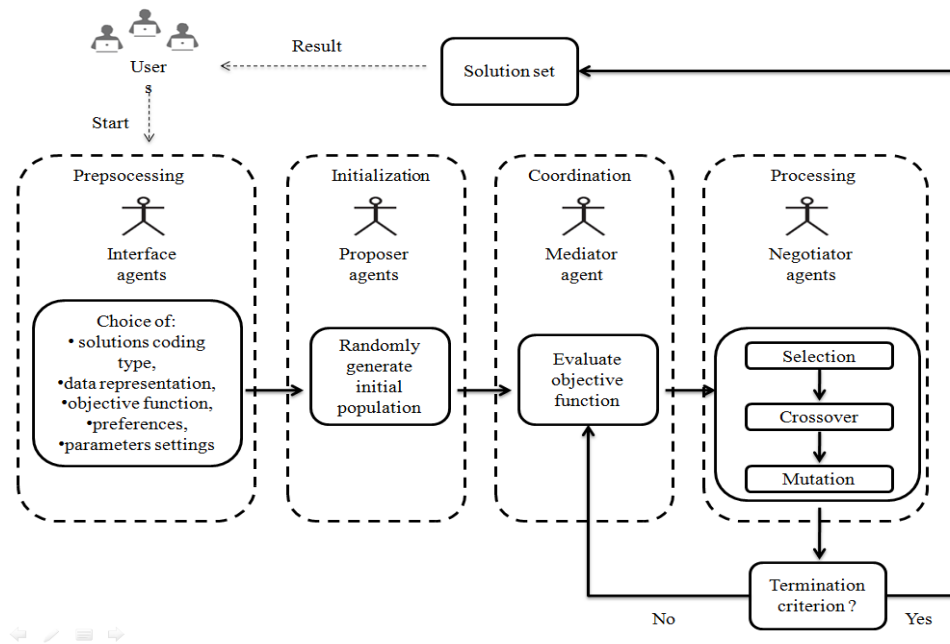 Result
Solution set
User
s
Start
Prepsocessing
Interface
agents
Choice of:
• solutions coding
type,
•data representation,
•objective function,
•preferences,
•parameters settings
Initialization
Proposer
agents
Randomly
generate
initial
population
Coordination
Mediator
agent
Evaluate
objective
function
Processing
Negotiator
agents
Selection
Crossover
Mutation
Termination
criterion ?
No
Yes